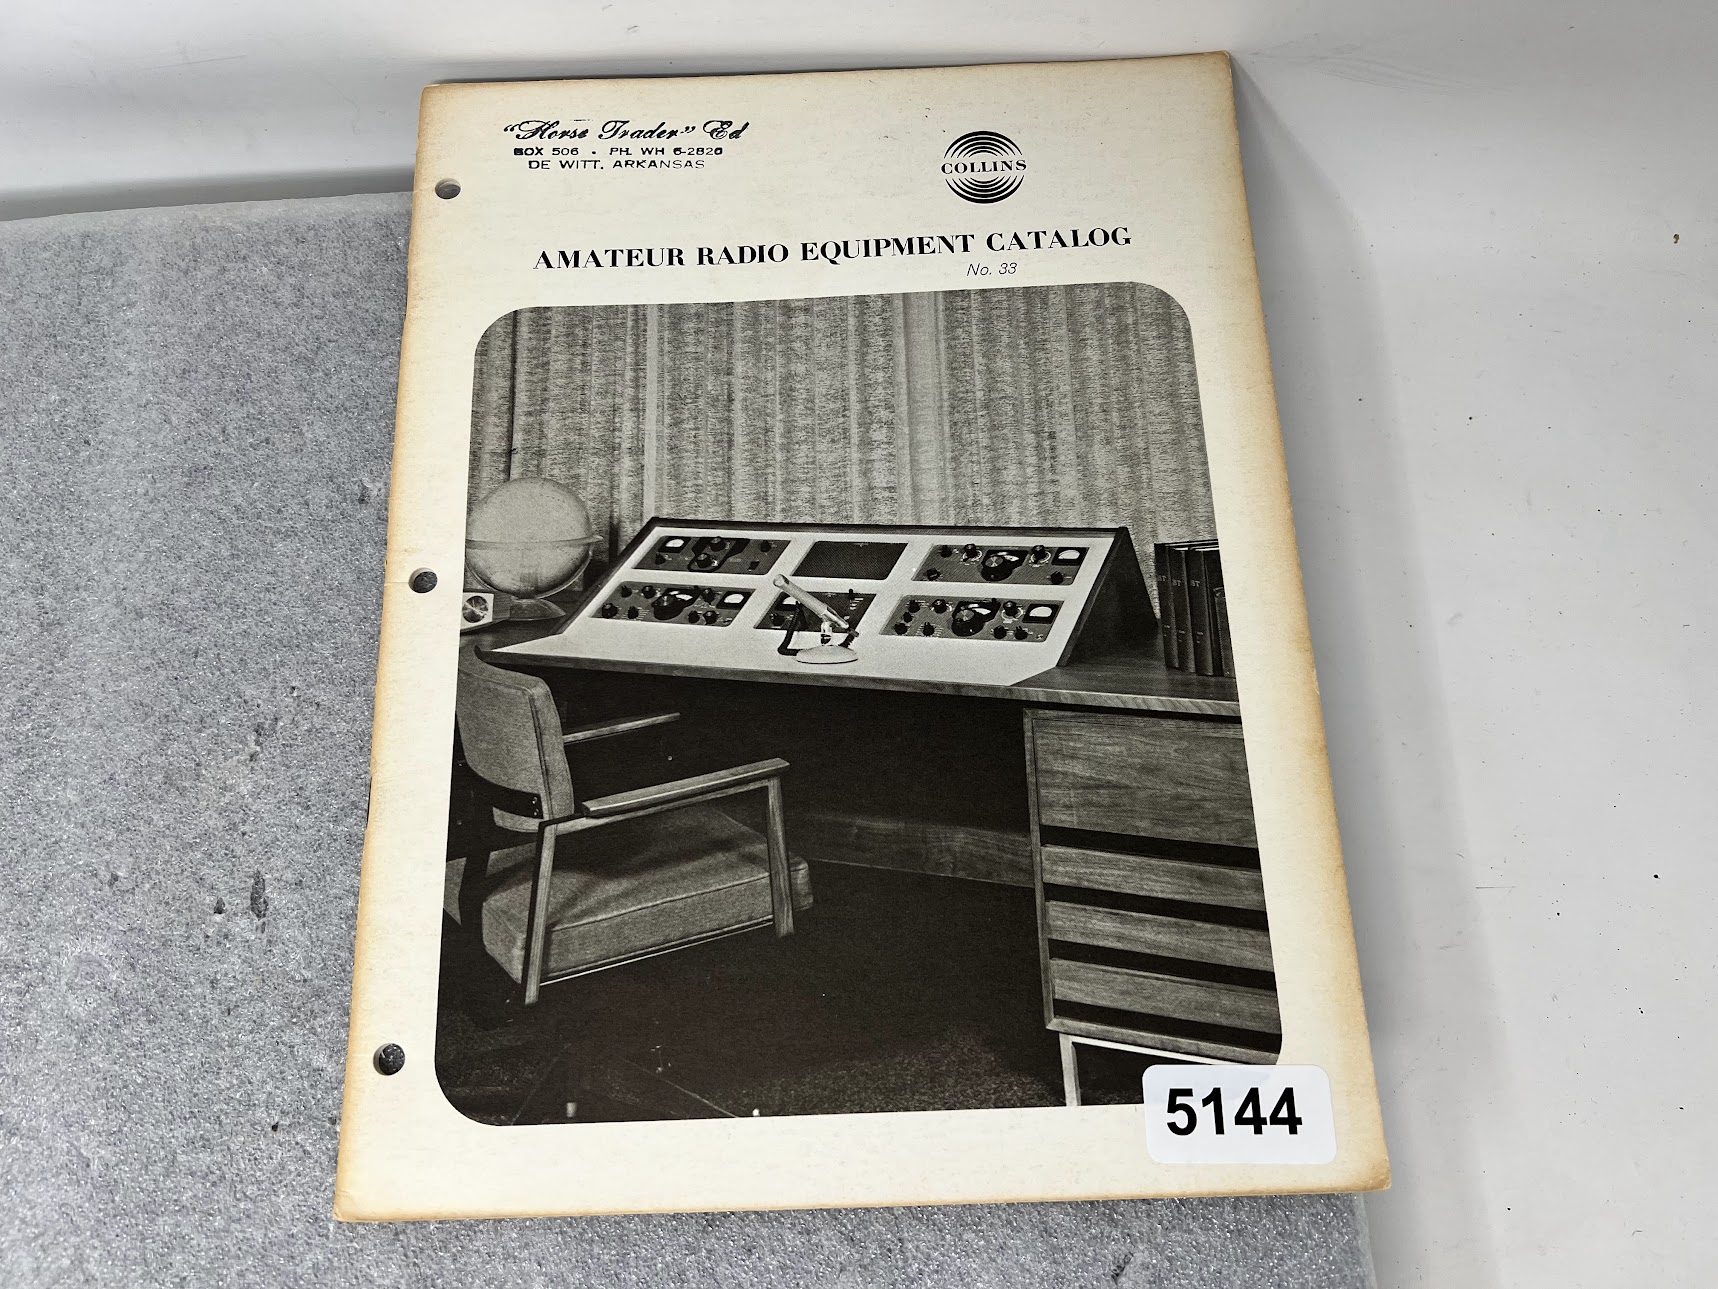 "Horse Trader" Ed
BOX 506 . PH. WH 6-2820
DE WITT, ARKANSAS
COLLINS
AMATEUR RADIO EQUIPMENT CATALOG
No. 33
5144